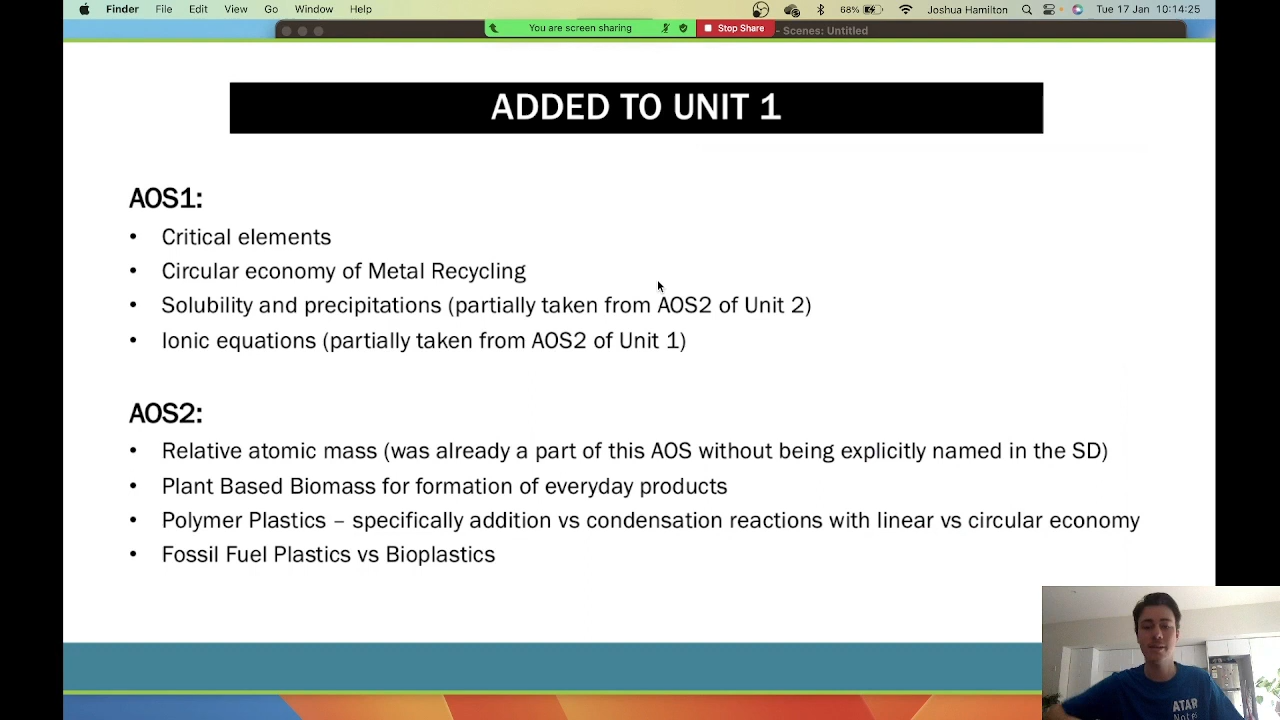 Finder File Edit View Go Window Help 68% Joshua Hamilton Tue 17 Jan 10:14:25
You are screen sharing Stop Share - Scenes: Untitled
ADDED TO UNIT 1
AOS1:
• Critical elements
• Circular economy of Metal Recycling
• Solubility and precipitations (partially taken from AOS2 of Unit 2)
• Ionic equations (partially taken from AOS2 of Unit 1)
AOS2:
• Relative atomic mass (was already a part of this AOS without being explicitly named in the SD)
• Plant Based Biomass for formation of everyday products
• Polymer Plastics – specifically addition vs condensation reactions with linear vs circular economy
• Fossil Fuel Plastics vs Bioplastics
ATAR
Notes